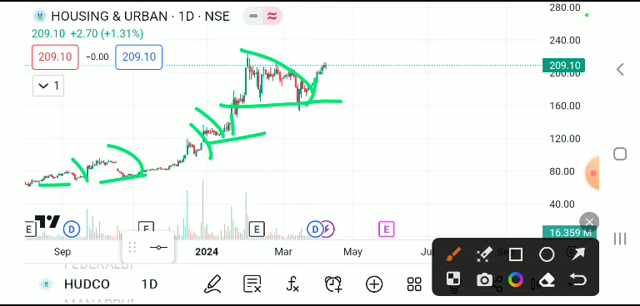 HOUSING & URBAN · 1D · NSE
209.10 +2.70 (+1.31%)
209.10 −0.00 209.10
1
280.00
240.00
209.10
200.00
160.00
120.00
80.00
40.00
16.359 M
E D E E D E
Sep 2024 Mar May
HUDCO 1D